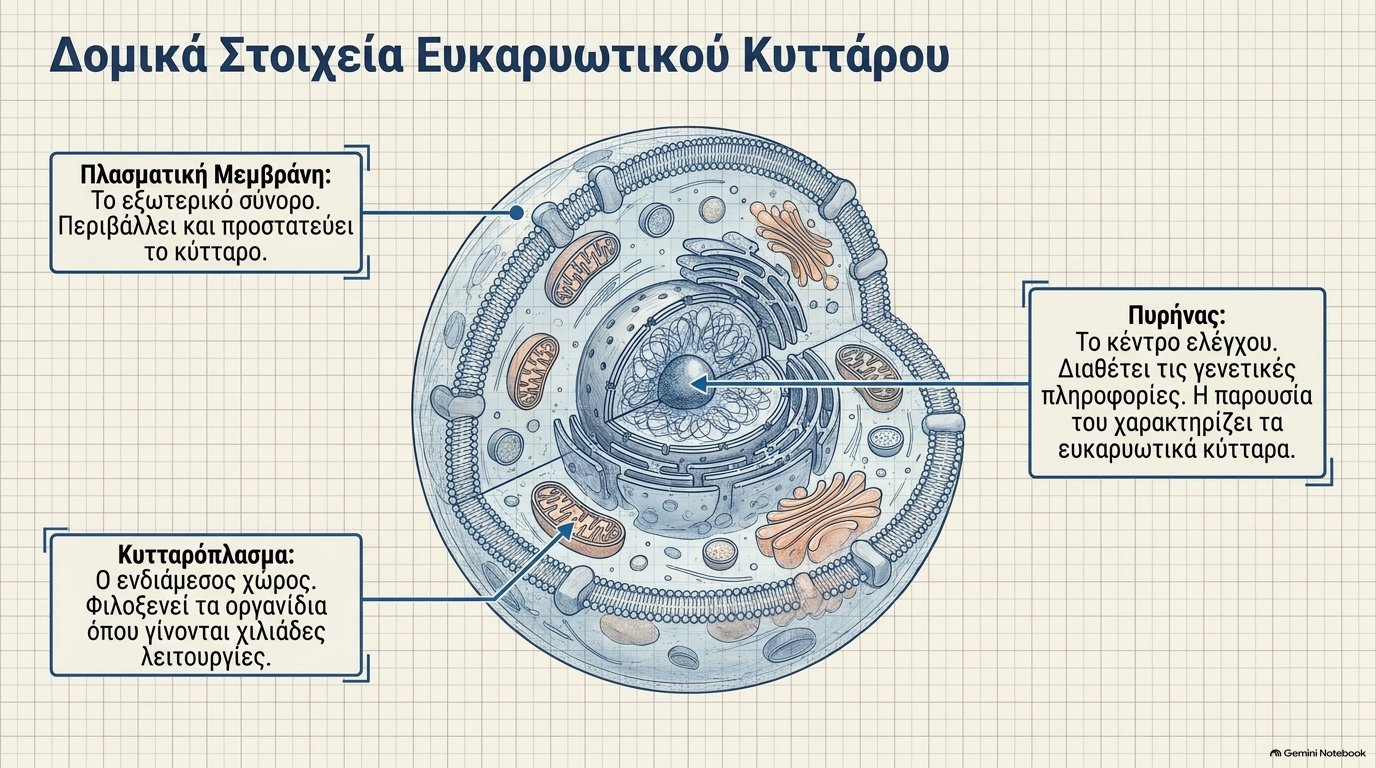 Δομικά Στοιχεία Ευκαρυωτικού Κυττάρου
Πλασματική Μεμβράνη:
Το εξωτερικό σύνορο.
Περιβάλλει και προστατεύει
το κύτταρο.
Πυρήνας:
Το κέντρο ελέγχου.
Διαθέτει τις γενετικές
πληροφορίες. Η παρουσία
του χαρακτηρίζει τα
ευκαρυωτικά κύτταρα.
Κυτταρόπλασμα:
Ο ενδιάμεσος χώρος.
Φιλοξενεί τα οργανίδια
όπου γίνονται χιλιάδες
λειτουργίες.
Gemini Notebook